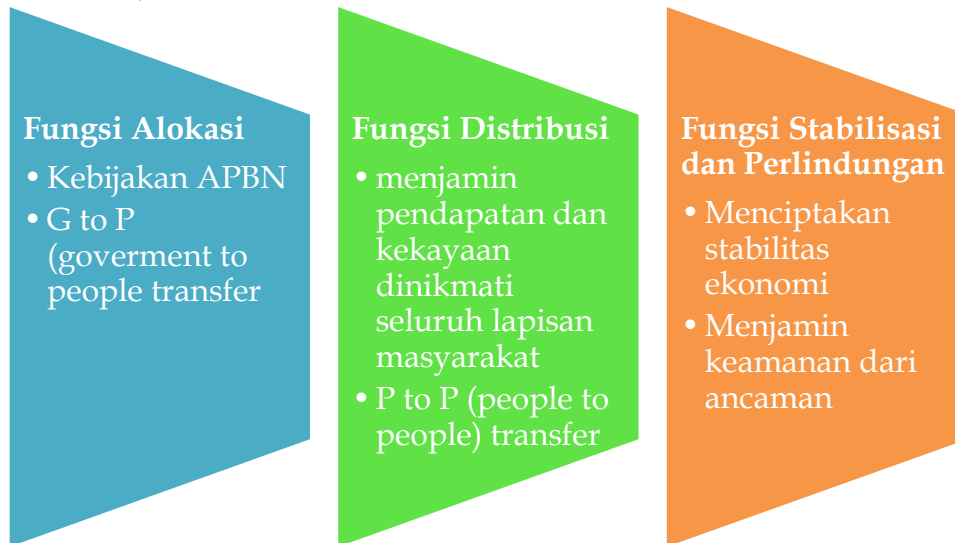 Fungsi Alokasi
• Kebijakan APBN
• G to P
(goverment to
people transfer
Fungsi Distribusi
• menjamin
pendapatan dan
kekayaan
dinikmati
seluruh lapisan
masyarakat
• P to P (people to
people) transfer
Fungsi Stabilisasi
dan Perlindungan
• Menciptakan
stabilitas
ekonomi
• Menjamin
keamanan dari
ancaman